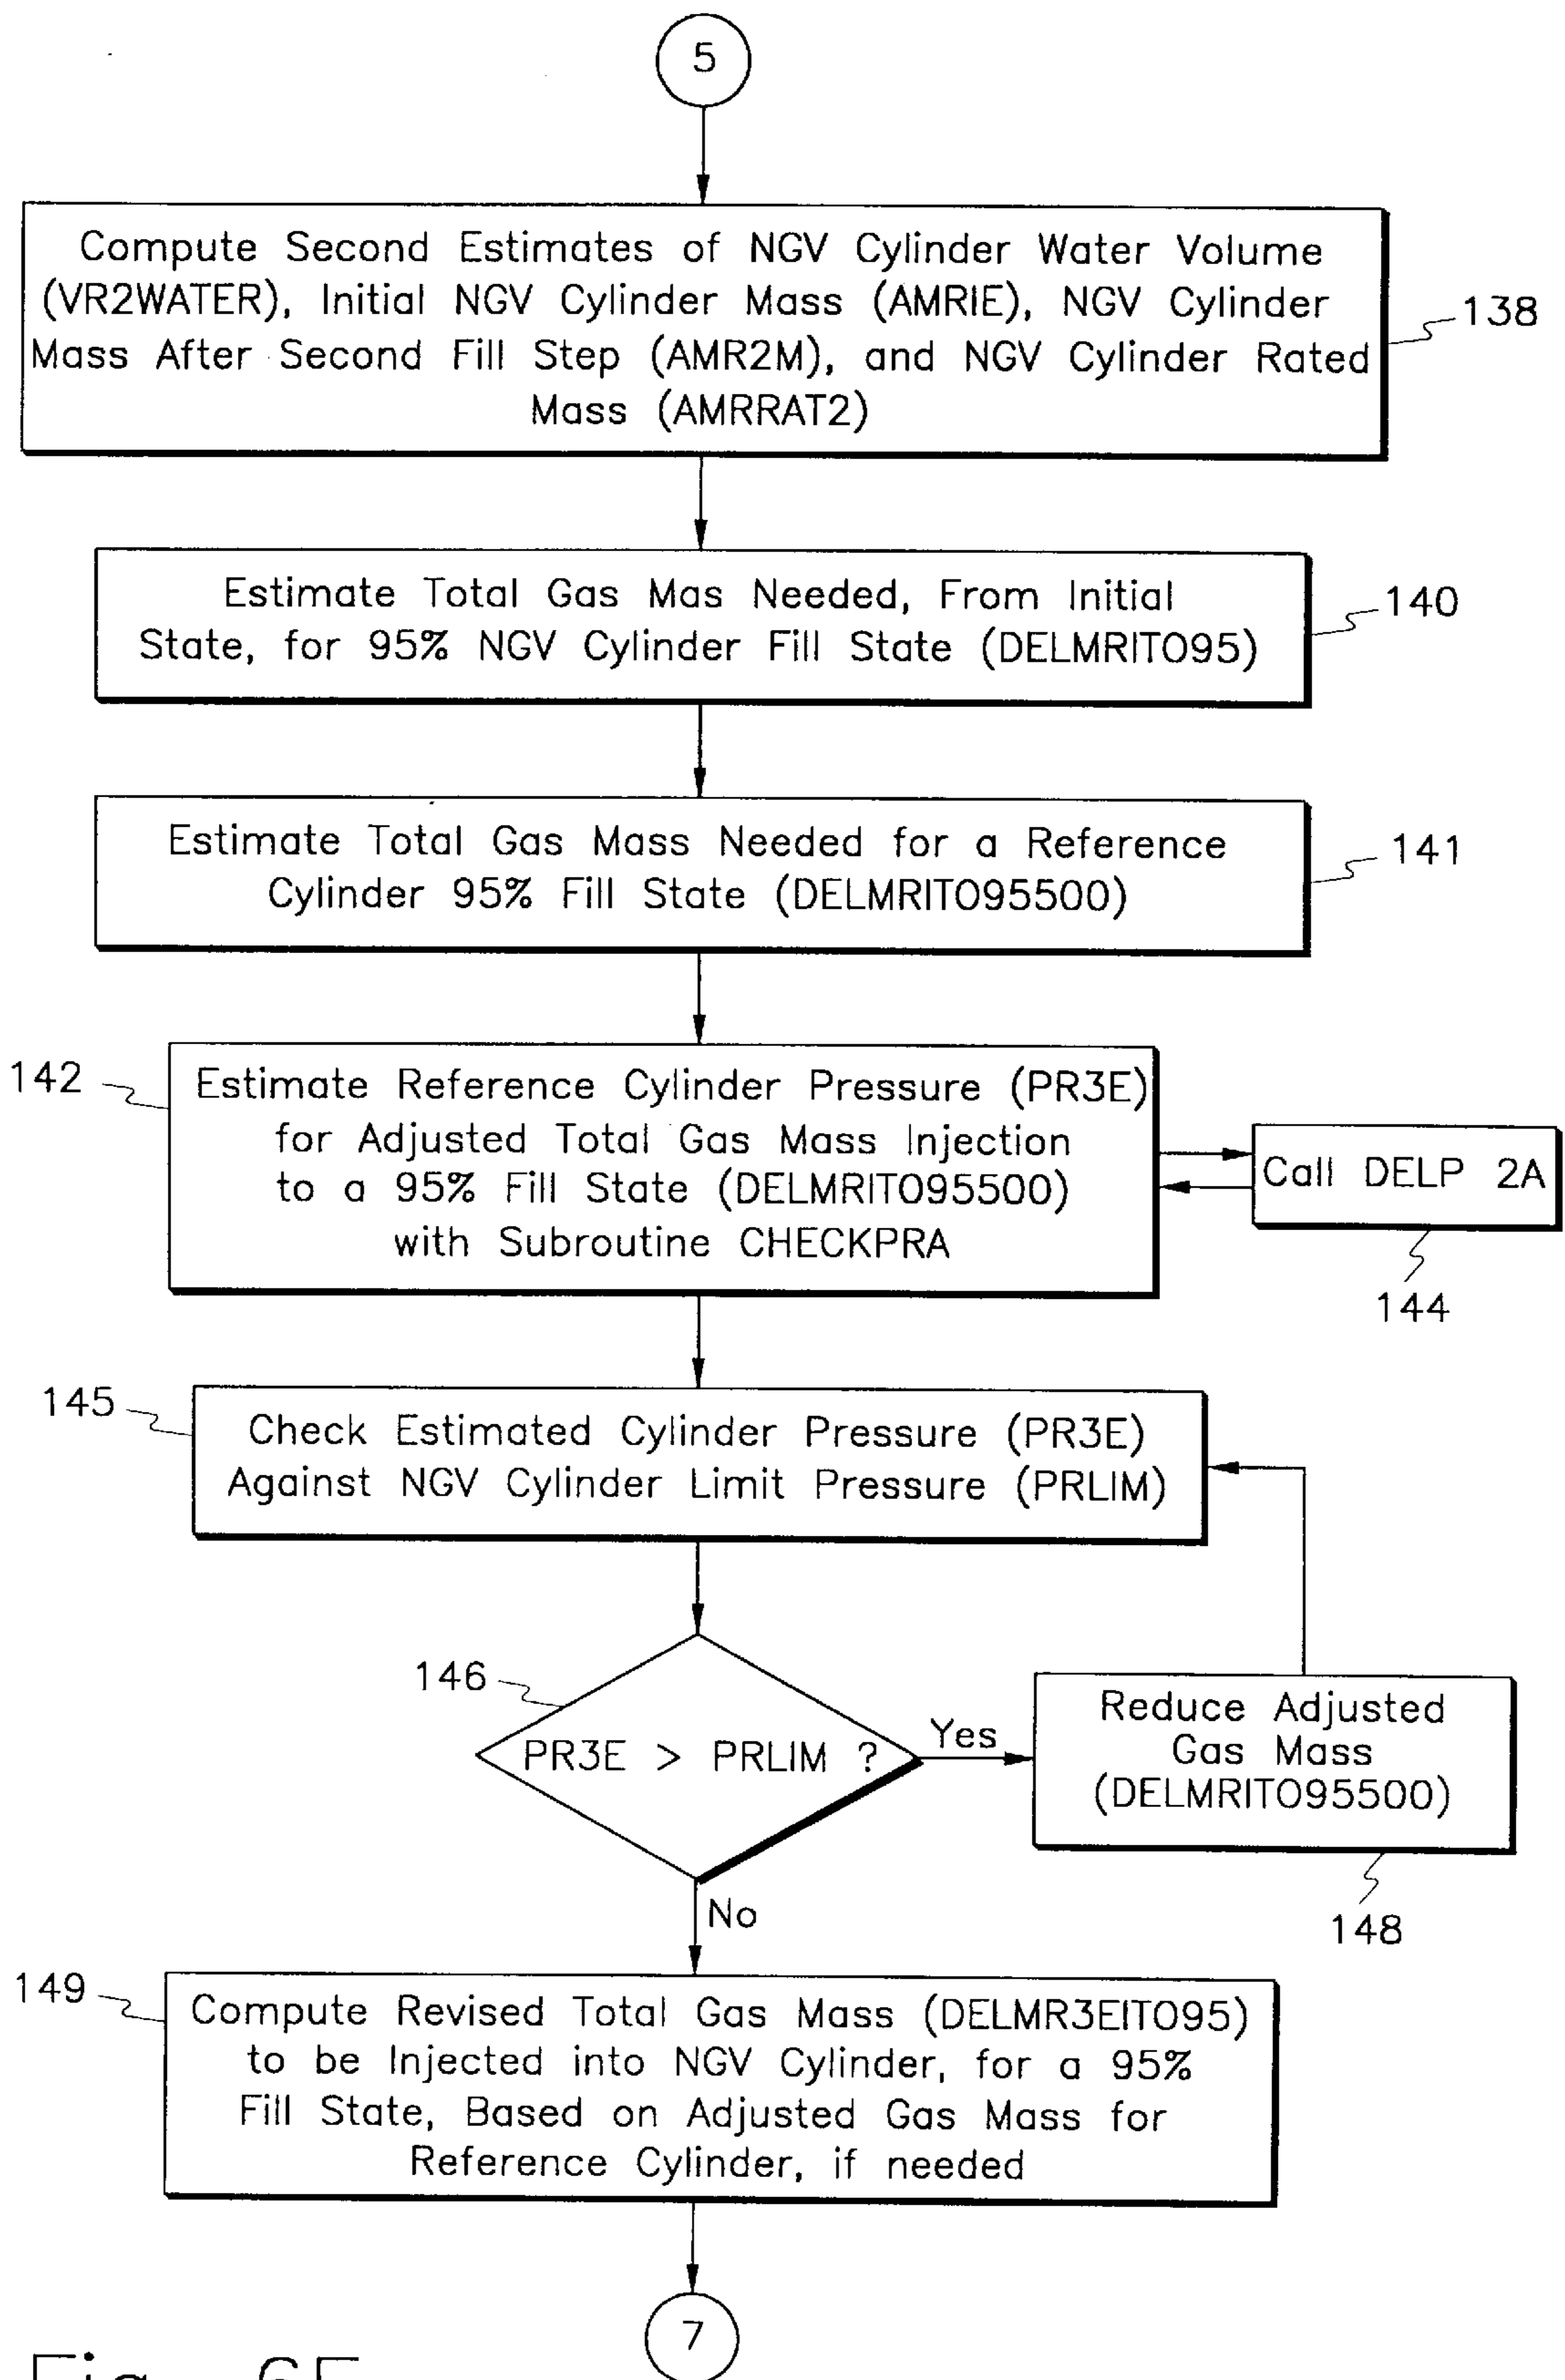 5
Compute Second Estimates of NGV Cylinder Water Volume
(VR2WATER), Initial NGV Cylinder Mass (AMRIE), NGV Cylinder
Mass After Second Fill Step (AMR2M), and NGV Cylinder Rated
Mass (AMRRAT2)
138
Estimate Total Gas Mas Needed, From Initial
State, for 95% NGV Cylinder Fill State (DELMRITO95)
140
Estimate Total Gas Mass Needed for a Reference
Cylinder 95% Fill State (DELMRITO95500)
141
142
Estimate Reference Cylinder Pressure (PR3E)
for Adjusted Total Gas Mass Injection
to a 95% Fill State (DELMRITO95500)
with Subroutine CHECKPRA
Call DELP 2A
144
145
Check Estimated Cylinder Pressure (PR3E)
Against NGV Cylinder Limit Pressure (PRLIM)
146
PR3E > PRLIM ?
Yes
Reduce Adjusted
Gas Mass
(DELMRITO95500)
148
No
149
Compute Revised Total Gas Mass (DELMR3EITO95)
to be Injected into NGV Cylinder, for a 95%
Fill State, Based on Adjusted Gas Mass for
Reference Cylinder, if needed
7